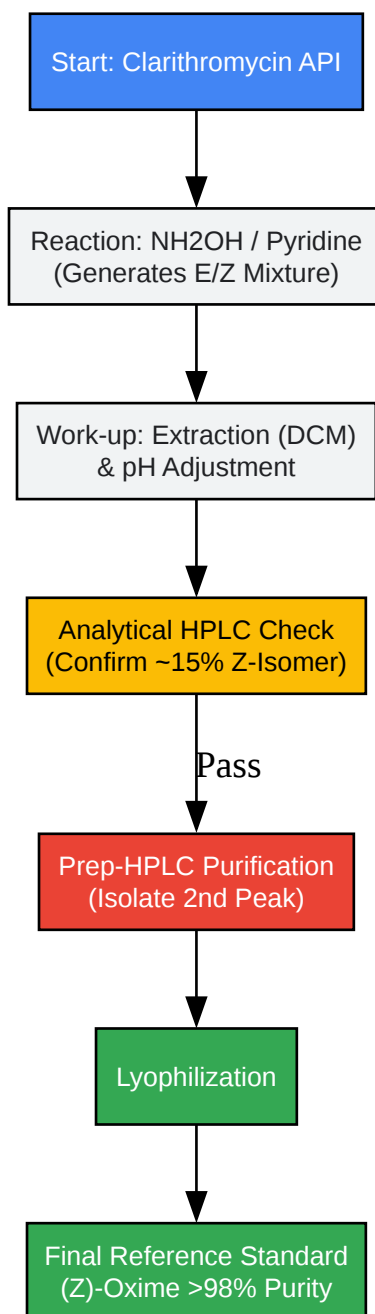 Start: Clarithromycin API
Reaction: NH2OH / Pyridine
(Generates E/Z Mixture)
Work-up: Extraction (DCM)
& pH Adjustment
Analytical HPLC Check
(Confirm ~15% Z-Isomer)
Pass
Prep-HPLC Purification
(Isolate 2nd Peak)
Lyophilization
Final Reference Standard
(Z)-Oxime >98% Purity